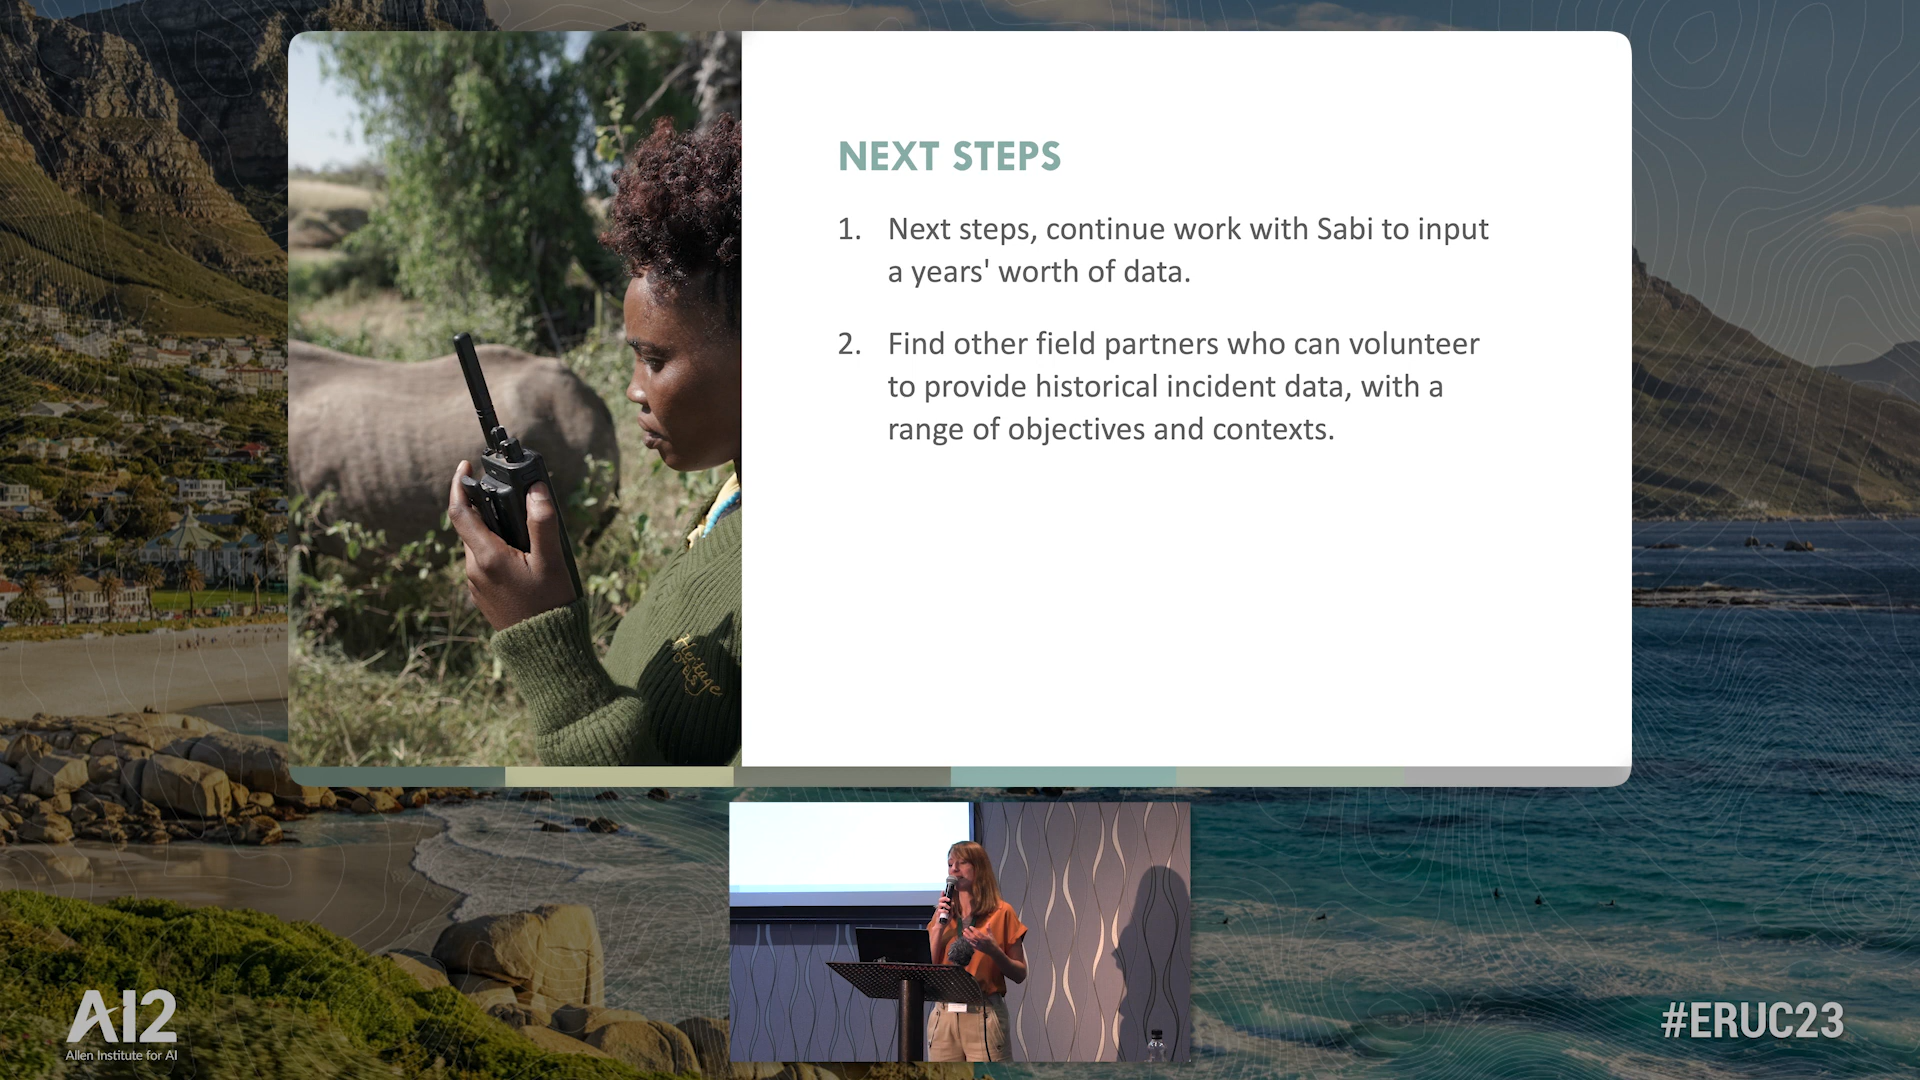 NEXT STEPS
1. Next steps, continue work with Sabi to input
a years' worth of data.
2. Find other field partners who can volunteer
to provide historical incident data, with a
range of objectives and contexts.
Heritage
AI2
Allen Institute for AI
#ERUC23